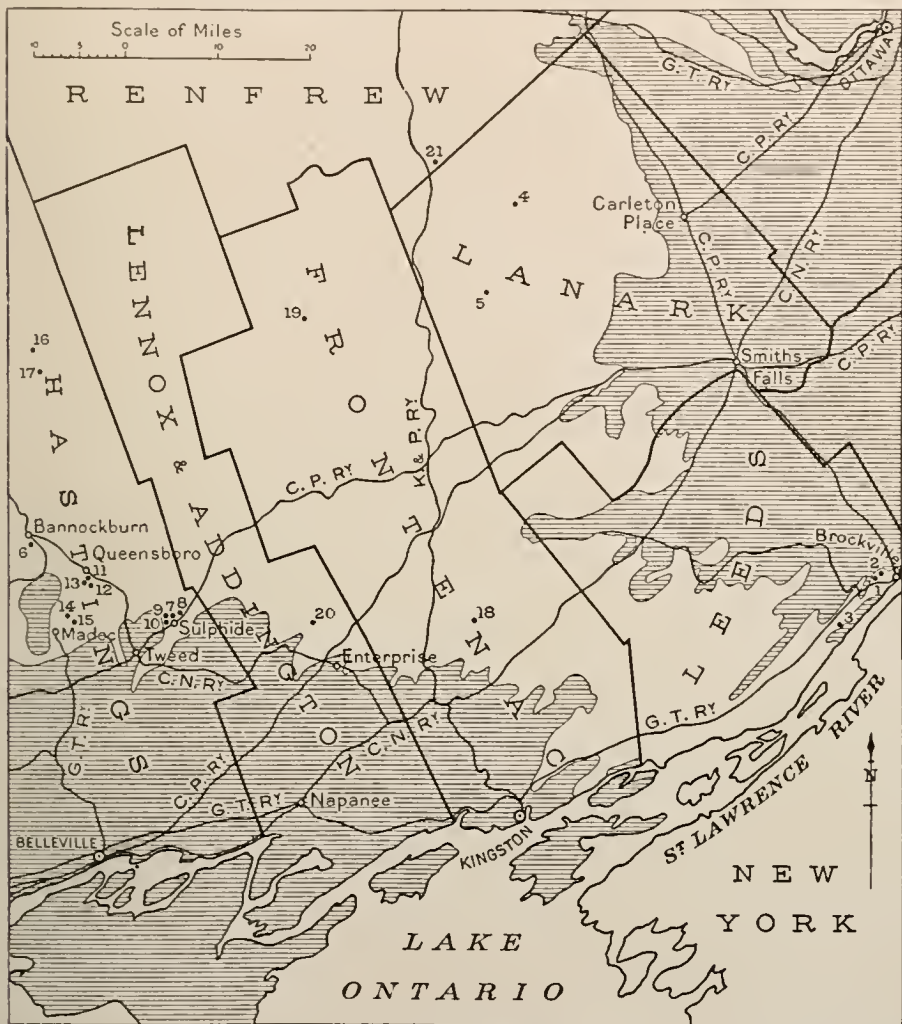 Scale of Miles
10 5 0 10 20
RENFREW
G. T. RY
OTTAWA
C. P. RY
21
4
Carleton
Place
LENNOX & ADDINGTON
FRONTENAC
LANARK
5
19
C. P. RY
C. N. RY
16
17
HASTINGS
Smiths
Falls
C. P. RY
K. & P. RY
C. P. RY
LEEDS
Bannockburn
6
Queensboro
11
13 12
Brockville
2
1
3
14
15
Madoc
9 7 8
10
Sulphide
20
18
Tweed
Enterprise
C. N. RY
G. T. RY
C. N. RY
G. T. RY
C. P. RY
G. T. RY
Napanee
BELLEVILLE
KINGSTON
ST LAWRENCE RIVER
N
NEW
YORK
LAKE
ONTARIO